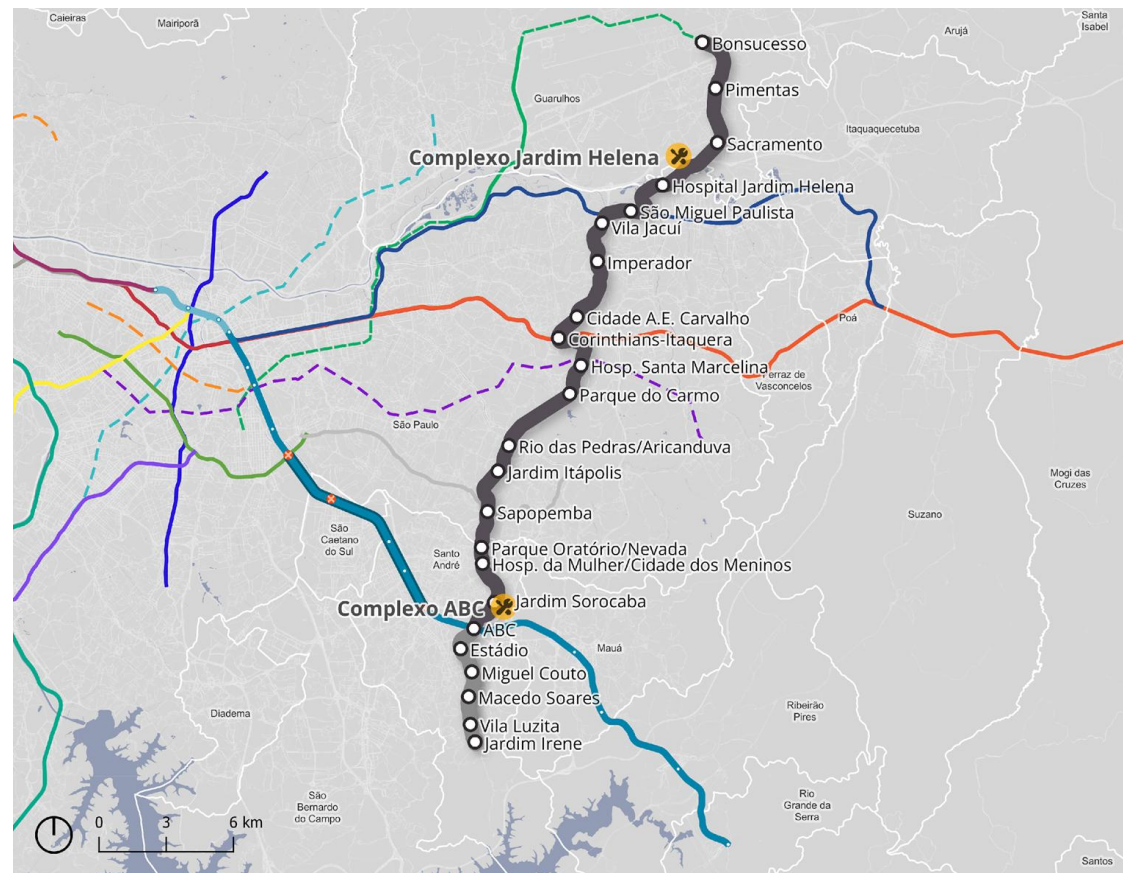 Caieiras
Mairiporã
Santa
Isabel
Arujá
Bonsucesso
Pimentas
Guarulhos
Itaquaquecetuba
Sacramento
Complexo Jardim Helena
Hospital Jardim Helena
São Miguel Paulista
Vila Jacuí
Imperador
Cidade A.E. Carvalho
Poá
Corinthians-Itaquera
Hosp. Santa Marcelina
Ferraz de
Vasconcelos
Parque do Carmo
São Paulo
Rio das Pedras/Aricanduva
Jardim Itápolis
Mogi das
Cruzes
Sapopemba
Suzano
São
Caetano
do Sul
Santo
André
Parque Oratório/Nevada
Hosp. da Mulher/Cidade dos Meninos
Jardim Sorocaba
Complexo ABC
ABC
Estádio
Mauá
Miguel Couto
Macedo Soares
Diadema
Ribeirão
Pires
Vila Luzita
Jardim Irene
São
Bernardo
do Campo
Rio
Grande da
Serra
0 3 6 km
Santos